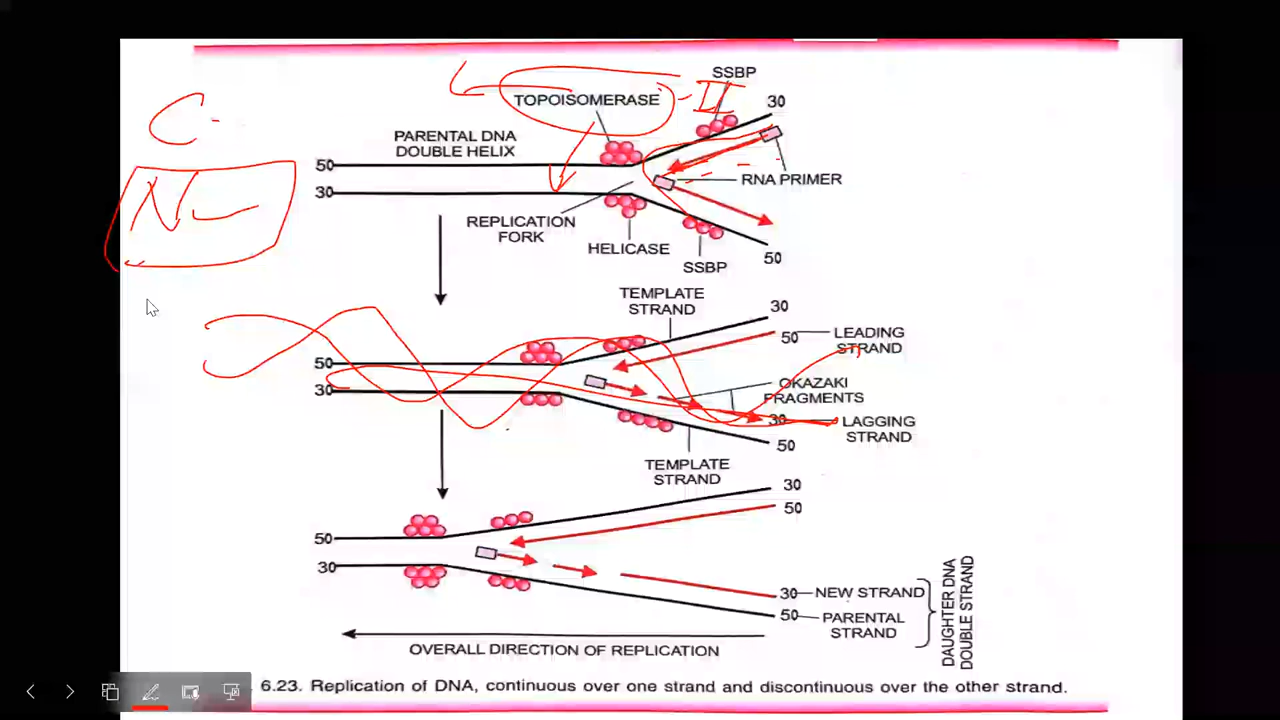 SSBP
TOPOISOMERASE - II
30
C-
PARENTAL DNA
DOUBLE HELIX
50
30
RNA PRIMER
N
REPLICATION
FORK
HELICASE
SSBP
50
TEMPLATE
STRAND
30
50
LEADING
STRAND
50
30
OKAZAKI
FRAGMENTS
30
LAGGING
STRAND
50
TEMPLATE
STRAND
30
50
50
30
30 NEW STRAND
50 PARENTAL
STRAND
DAUGHTER DNA
DOUBLE STRAND
OVERALL DIRECTION OF REPLICATION
6.23. Replication of DNA, continuous over one strand and discontinuous over the other strand.